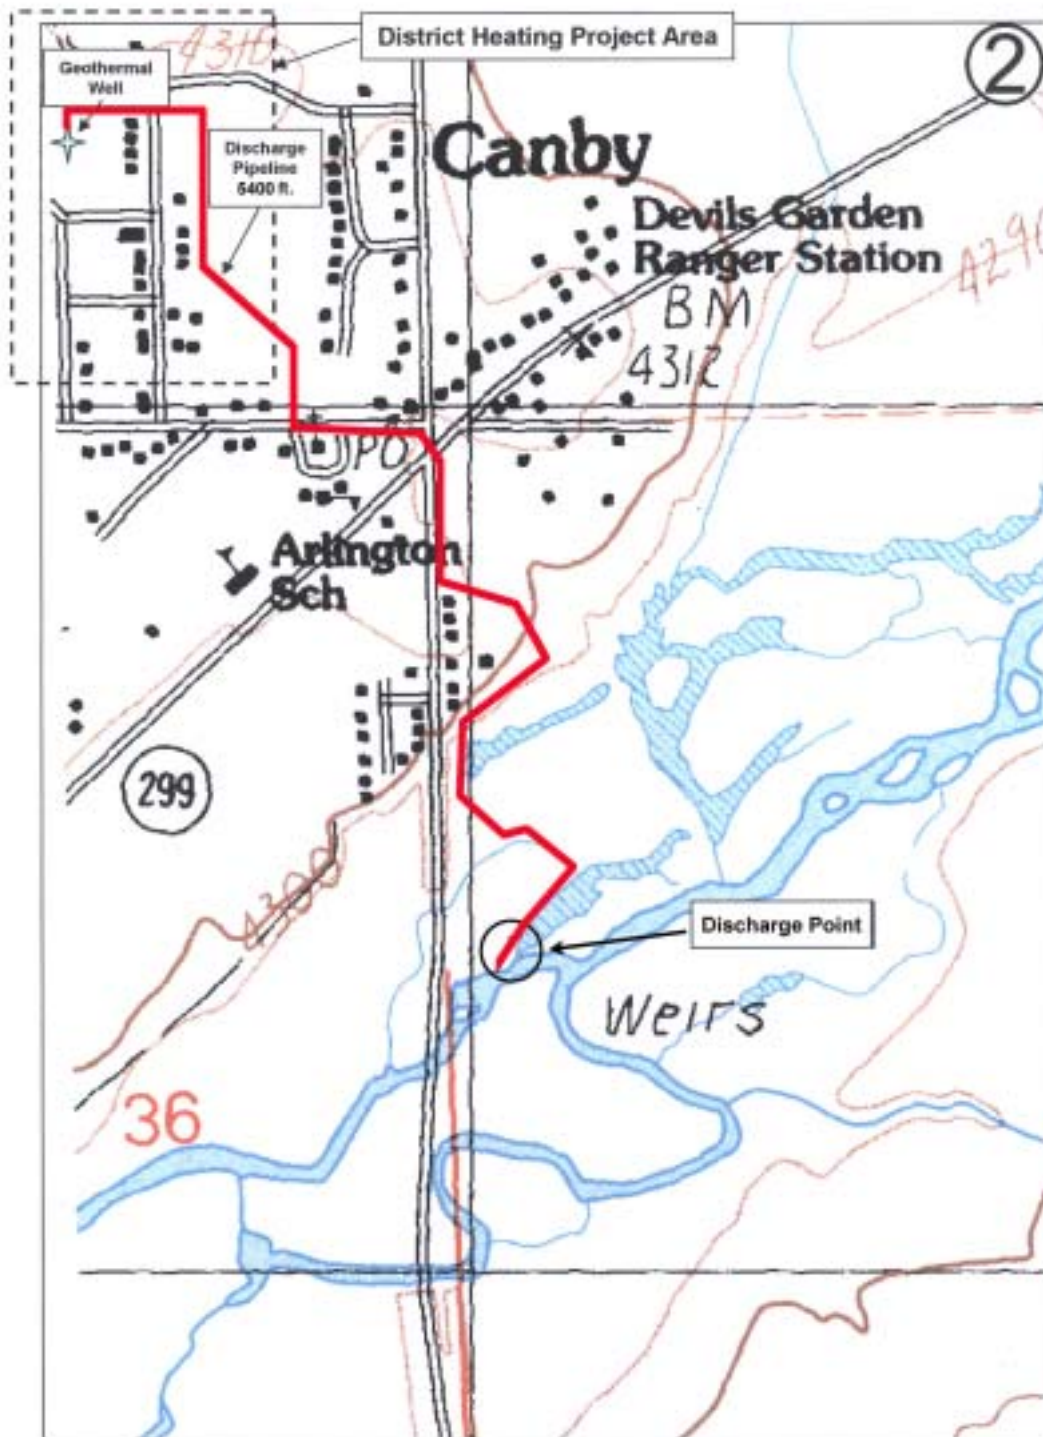 District Heating Project Area
2
4310
Geothermal
Well
Canby
Discharge
Pipeline
5400 ft.
Devils Garden
Ranger Station
BM
4312
PO
Arlington
Sch
299
4300
Discharge Point
Weirs
36